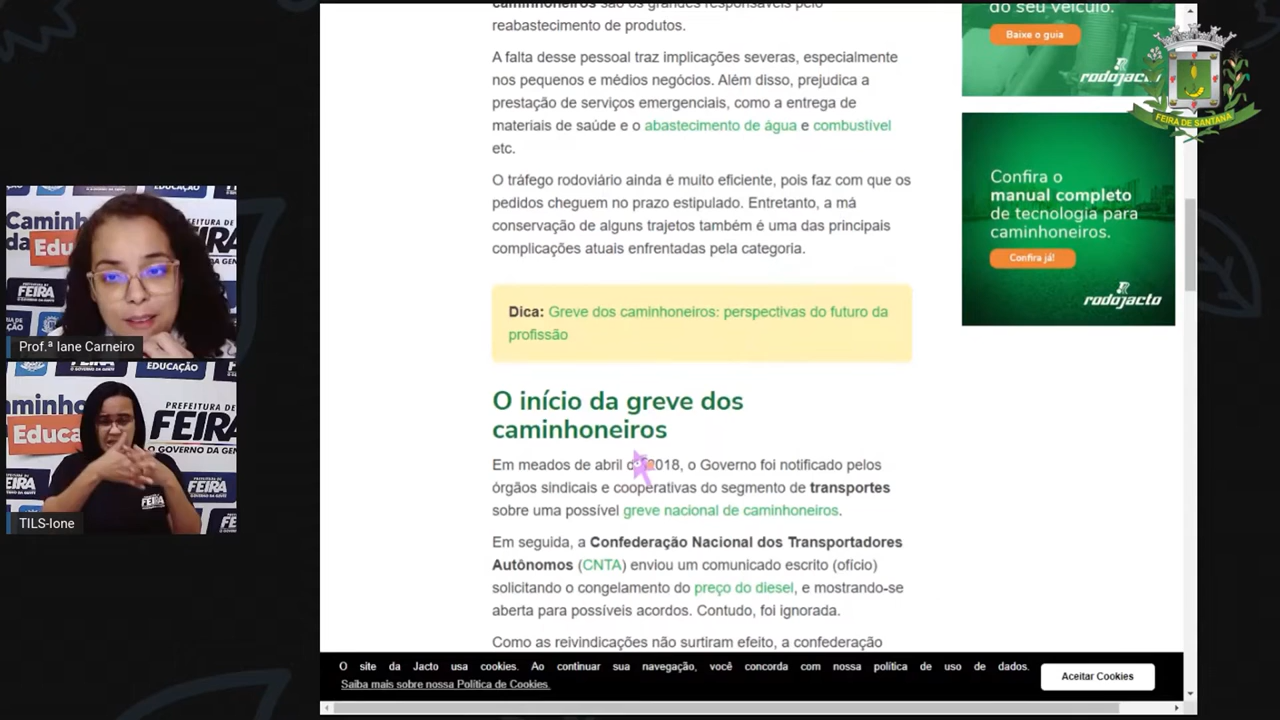 caminhoneiros são os grandes responsáveis pelo
reabastecimento de produtos.
A falta desse pessoal traz implicações severas, especialmente
nos pequenos e médios negócios. Além disso, prejudica a
prestação de serviços emergenciais, como a entrega de
materiais de saúde e o abastecimento de água e combustível
etc.
O tráfego rodoviário ainda é muito eficiente, pois faz com que os
pedidos cheguem no prazo estipulado. Entretanto, a má
conservação de alguns trajetos também é uma das principais
complicações atuais enfrentadas pela categoria.
Dica: Greve dos caminhoneiros: perspectivas do futuro da
profissão
O início da greve dos
caminhoneiros
Em meados de abril 2018, o Governo foi notificado pelos
órgãos sindicais e cooperativas do segmento de transportes
sobre uma possível greve nacional de caminhoneiros.
Em seguida, a Confederação Nacional dos Transportadores
Autônomos (CNTA) enviou um comunicado escrito (ofício)
solicitando o congelamento do preço do diesel, e mostrando-se
aberta para possíveis acordos. Contudo, foi ignorada.
Como as reivindicações não surtiram efeito, a confederação
O site da Jacto usa cookies. Ao continuar sua navegação, você concorda com nossa política de uso de dados.
Saiba mais sobre nossa Política de Cookies.
Aceitar Cookies
do seu veículo.
Baixe o guia
rodojacto
FEIRA DE SANTANA
Confira o
manual completo
de tecnologia para
caminhoneiros.
Confira já!
rodojacto
EDUCAÇÃO
PREFEITURA DE
FEIRA
Prof.ª Iane Carneiro
EDUCAÇÃO
PREFEITURA DE
FEIRA
O GOVERNO DA
FEIRA
TILS-Ione